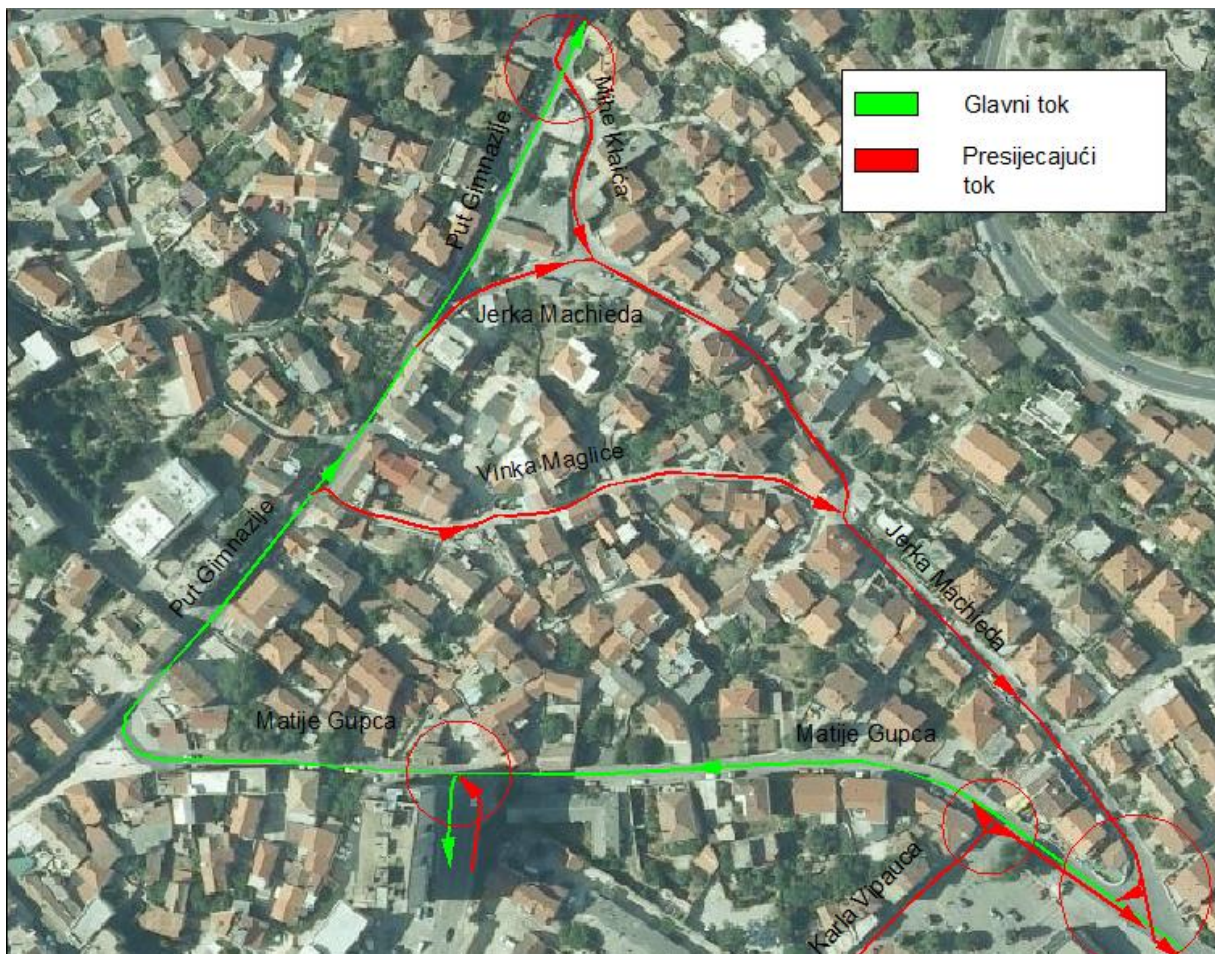 Glavni tok
Presijecajući
tok
Mihe Klaića
Put Gimnazije
Jerka Machieda
Vinka Maglice
Put Gimnazije
Jerka Machieda
Matije Gupca
Matije Gupca
Karla Vipauca